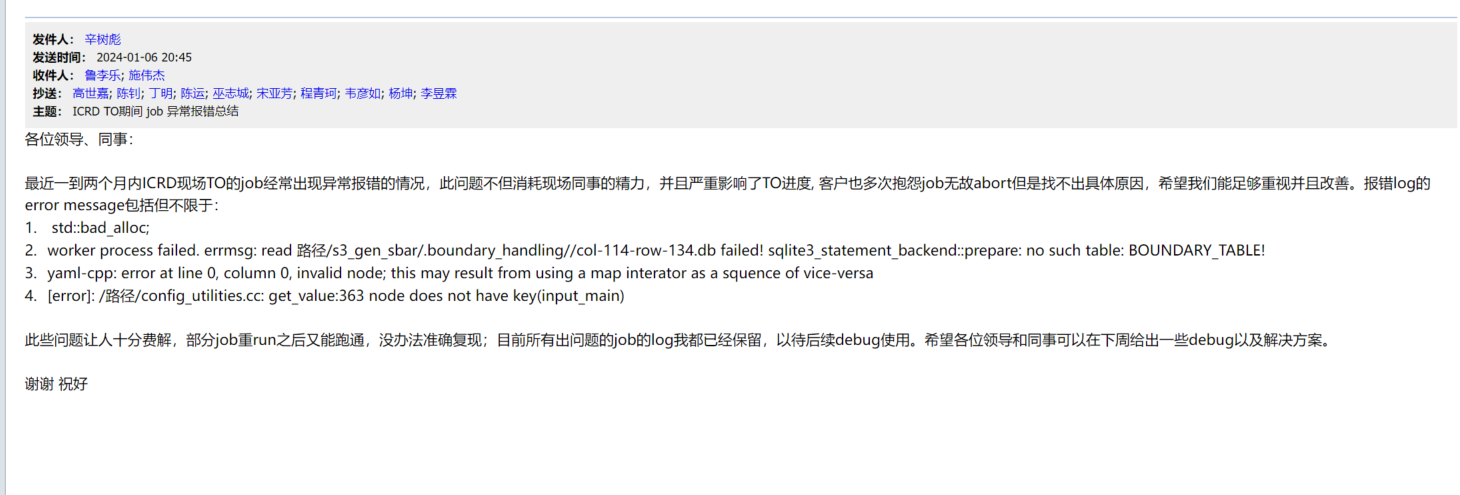 发件人： 辛树彪
发送时间： 2024-01-06 20:45
收件人： 鲁李乐; 施伟杰
抄送： 高世嘉; 陈钊; 丁明; 陈运; 巫志城; 宋亚芳; 程青珂; 韦彦如; 杨坤; 李昱霖
主题： ICRD TO期间 job 异常报错总结
各位领导、同事：
最近一到两个月内ICRD现场TO的job经常出现异常报错的情况，此问题不但消耗现场同事的精力，并且严重影响了TO进度, 客户也多次抱怨job无故abort但是找不出具体原因，希望我们能足够重视并且改善。报错log的
error message包括但不限于：
1. std::bad_alloc;
2. worker process failed. errmsg: read 路径/s3_gen_sbar/.boundary_handling//col-114-row-134.db failed! sqlite3_statement_backend::prepare: no such table: BOUNDARY_TABLE!
3. yaml-cpp: error at line 0, column 0, invalid node; this may result from using a map interator as a squence of vice-versa
4. [error]: /路径/config_utilities.cc: get_value:363 node does not have key(input_main)
此些问题让人十分费解，部分job重run之后又能跑通，没办法准确复现；目前所有出问题的job的log我都已经保留，以待后续debug使用。希望各位领导和同事可以在下周给出一些debug以及解决方案。
谢谢 祝好